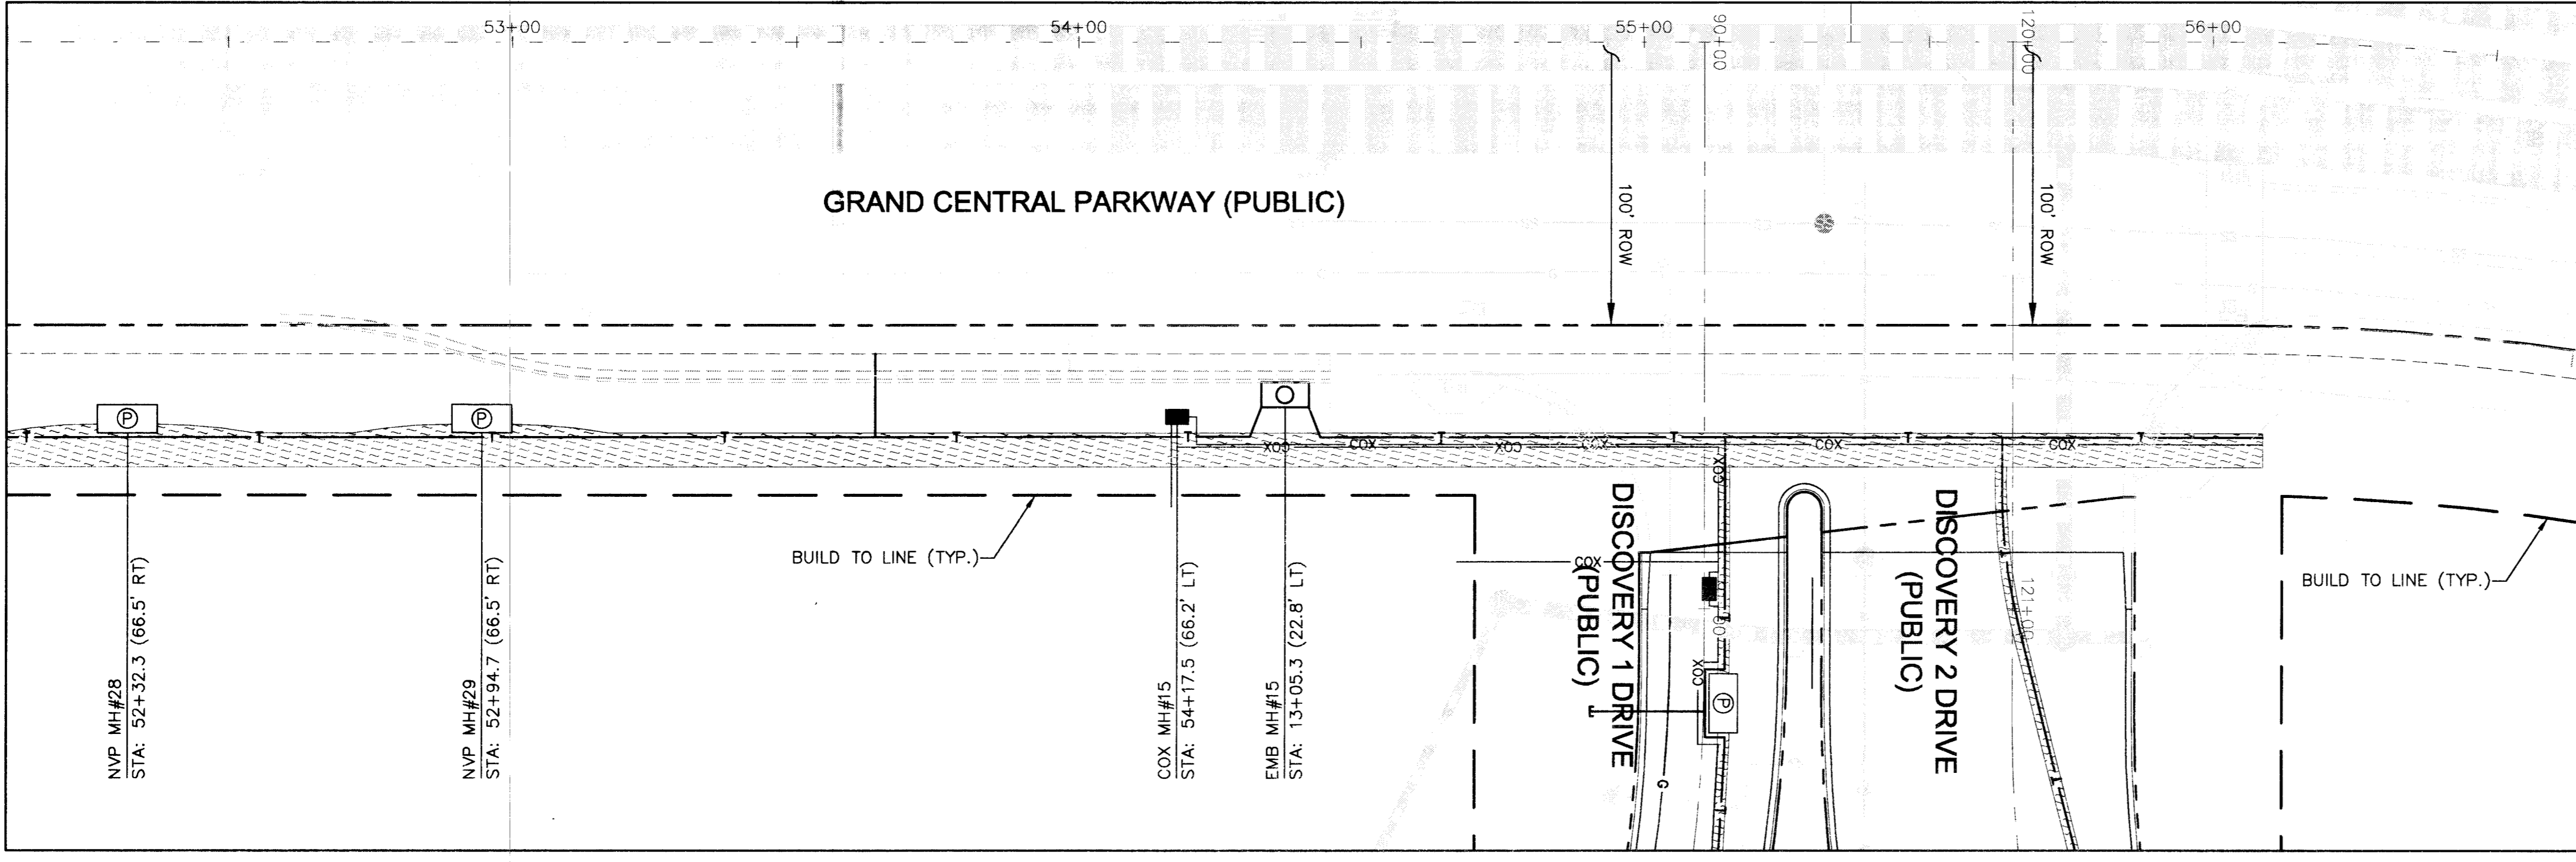 53+00
54+00
55+00
90+00
120+00
56+00
GRAND CENTRAL PARKWAY (PUBLIC)
100' ROW
100' ROW
P
P
T
T
T
T
T
T
T
T
T
T
COX
COX
COX
COX
COX
COX
COX
BUILD TO LINE (TYP.)
NVP MH#28
STA: 52+32.3 (66.5' RT)
NVP MH#29
STA: 52+94.7 (66.5' RT)
COX MH#15
STA: 54+17.5 (66.2' LT)
EMB MH#15
STA: 13+05.3 (22.8' LT)
DISCOVERY 1 DRIVE
(PUBLIC)
COX
COX
P
G
DISCOVERY 2 DRIVE
(PUBLIC)
121+00
BUILD TO LINE (TYP.)